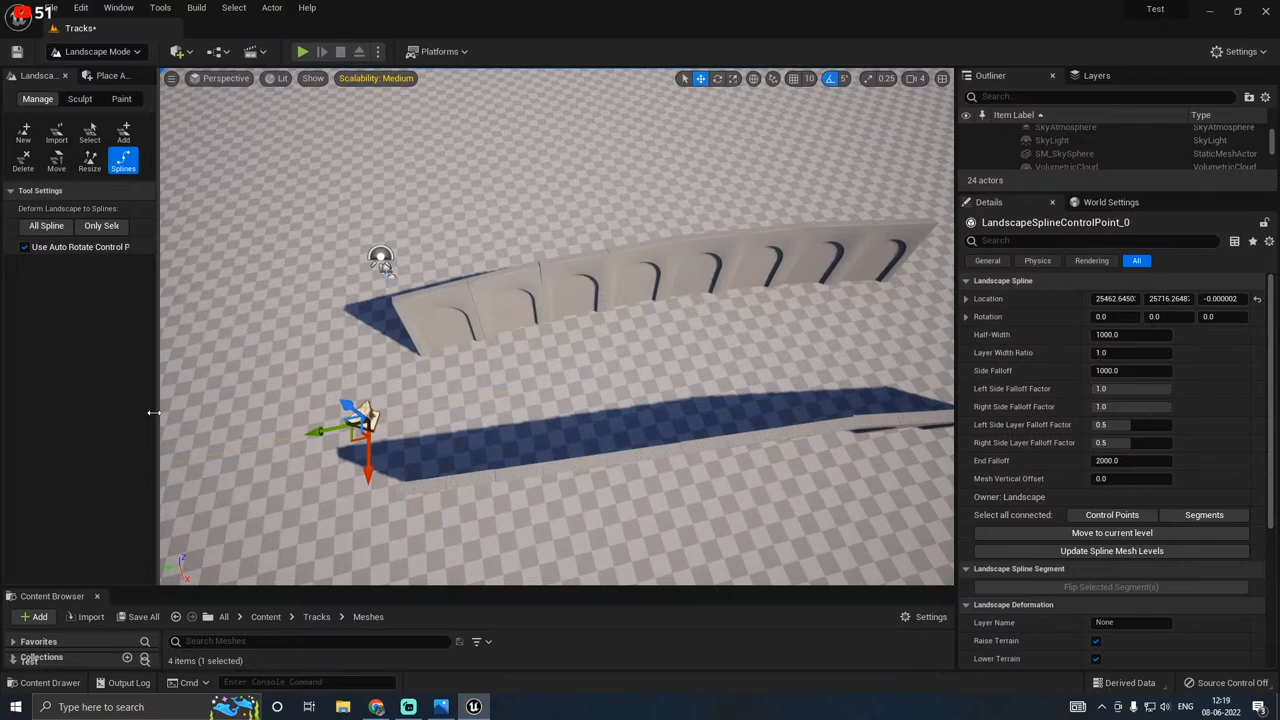 51
Edit Window Tools Build Select Actor Help
Test
Tracks•
Landscape Mode
Platforms
Settings
Landsca..
Place A...
Perspective
Lit
Show
Scalability: Medium
10
5°
0.25
4
Outliner
Layers
Manage
Sculpt
Paint
Search...
Item Label
Type
New
Import
Select
Add
SkyAtmosphere
SkyAtmosphere
SkyLight
SkyLight
SM_SkySphere
StaticMeshActor
VolumetricCloud
VolumetricCloud
Delete
Move
Resize
Splines
24 actors
Tool Settings
Deform Landscape to Splines:
All Spline
Only Sele
Use Auto Rotate Control P
Details
World Settings
LandscapeSplineControlPoint_0
Search
General
Physics
Rendering
All
Landscape Spline
Location
25462.6450
25716.2648
-0.000002
Rotation
0.0
0.0
0.0
Half-Width
1000.0
Layer Width Ratio
1.0
Side Falloff
1000.0
Left Side Falloff Factor
1.0
Right Side Falloff Factor
1.0
Left Side Layer Falloff Factor
0.5
Right Side Layer Falloff Factor
0.5
End Falloff
2000.0
Mesh Vertical Offset
0.0
Owner: Landscape
Select all connected:
Control Points
Segments
Move to current level
Update Spline Mesh Levels
Landscape Spline Segment
Flip Selected Segment(s)
Landscape Deformation
Layer Name
None
Raise Terrain
Lower Terrain
Z
X
Content Browser
Add
Import
Save All
All
Content
Tracks
Meshes
Settings
Favorites
Search Meshes
Collections
4 items (1 selected)
Content Drawer
Output Log
Cmd
Enter Console Command
Derived Data
Source Control Off
Type here to search
ENG
12:19
08-06-2022